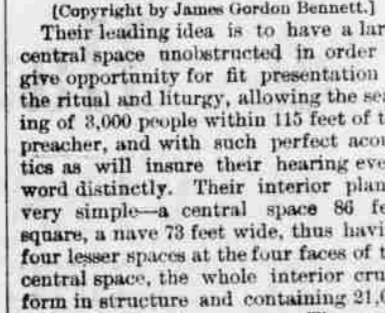 [Copyright by James Gordon Bennett.]
Their leading idea is to have a lar
central space unobstructed in order
give opportunity for fit presentation
the ritual and liturgy, allowing the sea
ing of 3,000 people within 115 feet of t
preacher, and with such perfect acou
tics as will insure their hearing eve
word distinctly. Their interior plan
very simple—a central space 86 fe
square, a nave 73 feet wide, thus havi
four lesser spaces at the four faces of t
central space, the whole interior cru
form in structure and containing 21,0